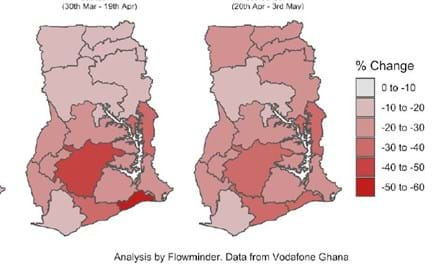 (30th Mar - 19th Apr)
(20th Apr - 3rd May)
% Change
0 to -10
-10 to -20
-20 to -30
-30 to -40
-40 to -50
-50 to -60
Analysis by Flowminder. Data from Vodafone Ghana